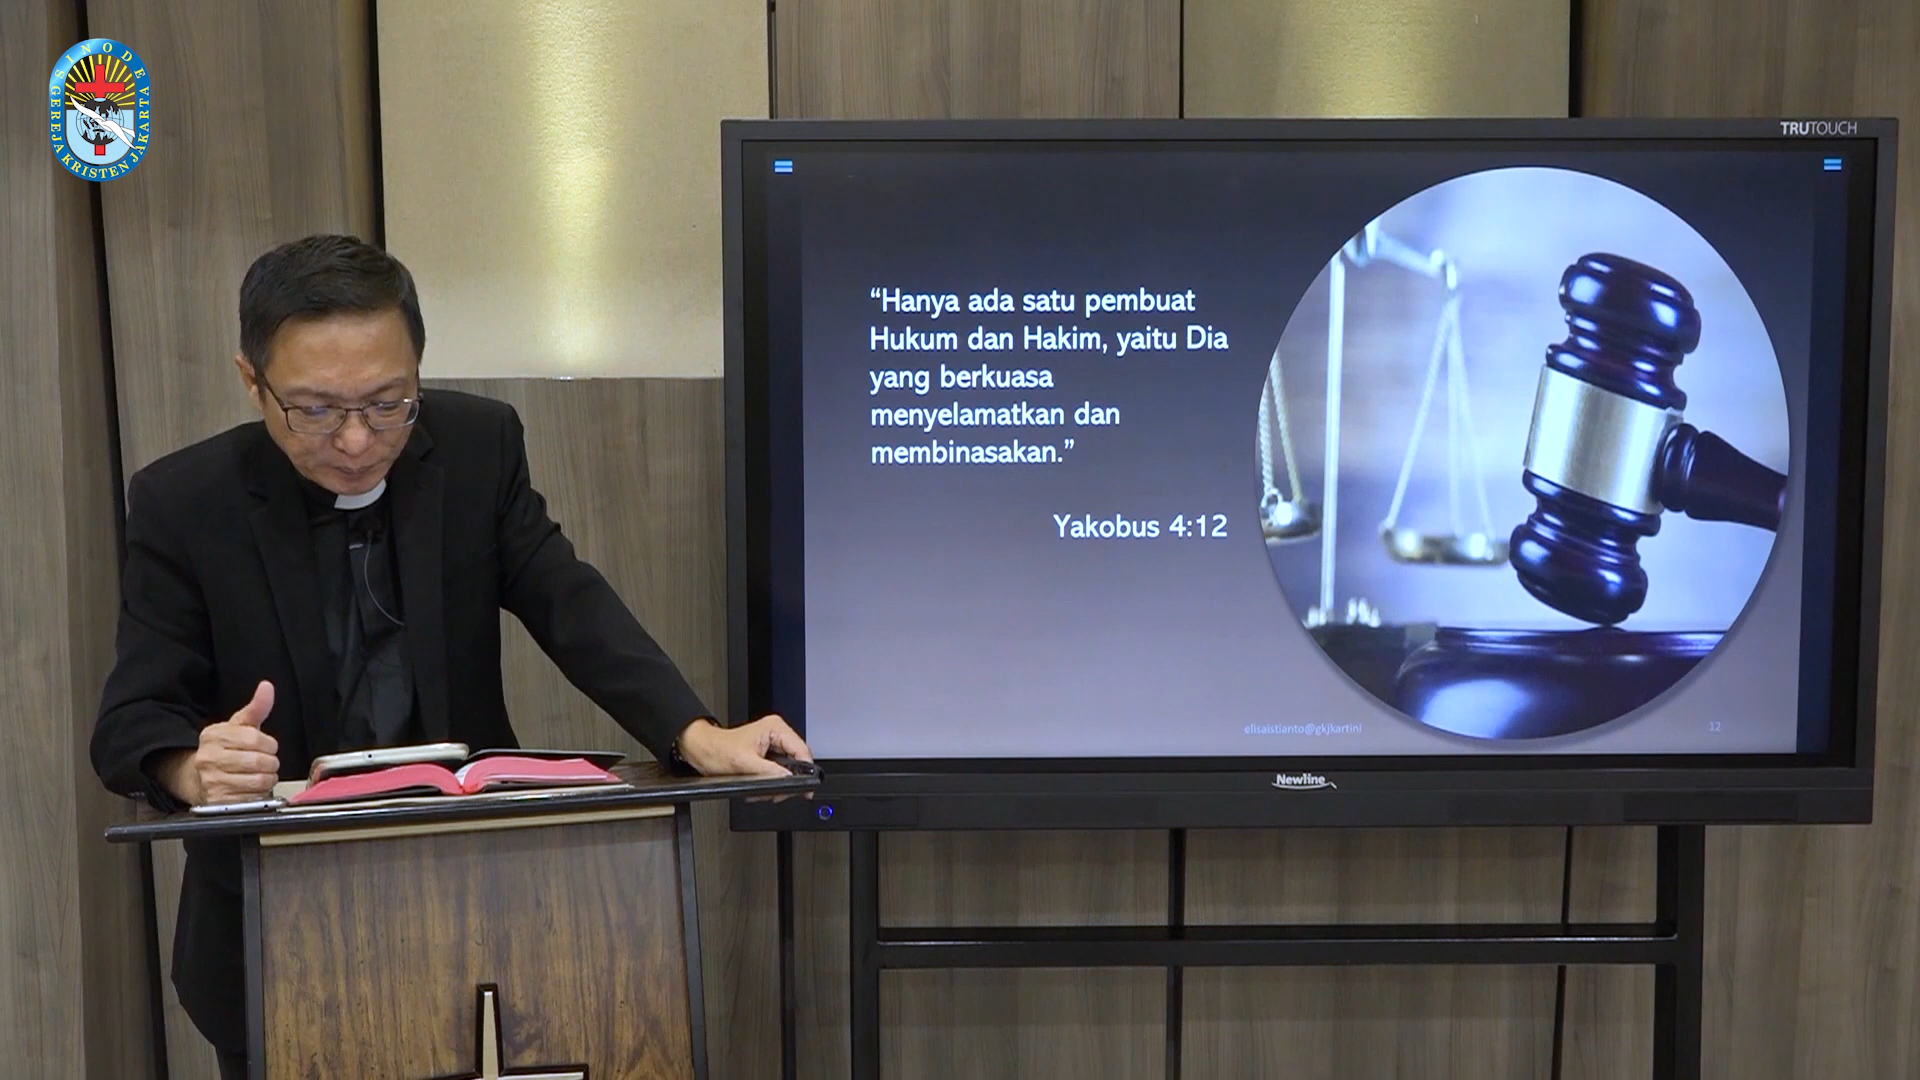 SINODE
GEREJA KRISTEN JAKARTA
TRUTOUCH
“Hanya ada satu pembuat
Hukum dan Hakim, yaitu Dia
yang berkuasa
menyelamatkan dan
membinasakan.”
Yakobus 4:12
elisaistianto@gkjkartini
12
Newline